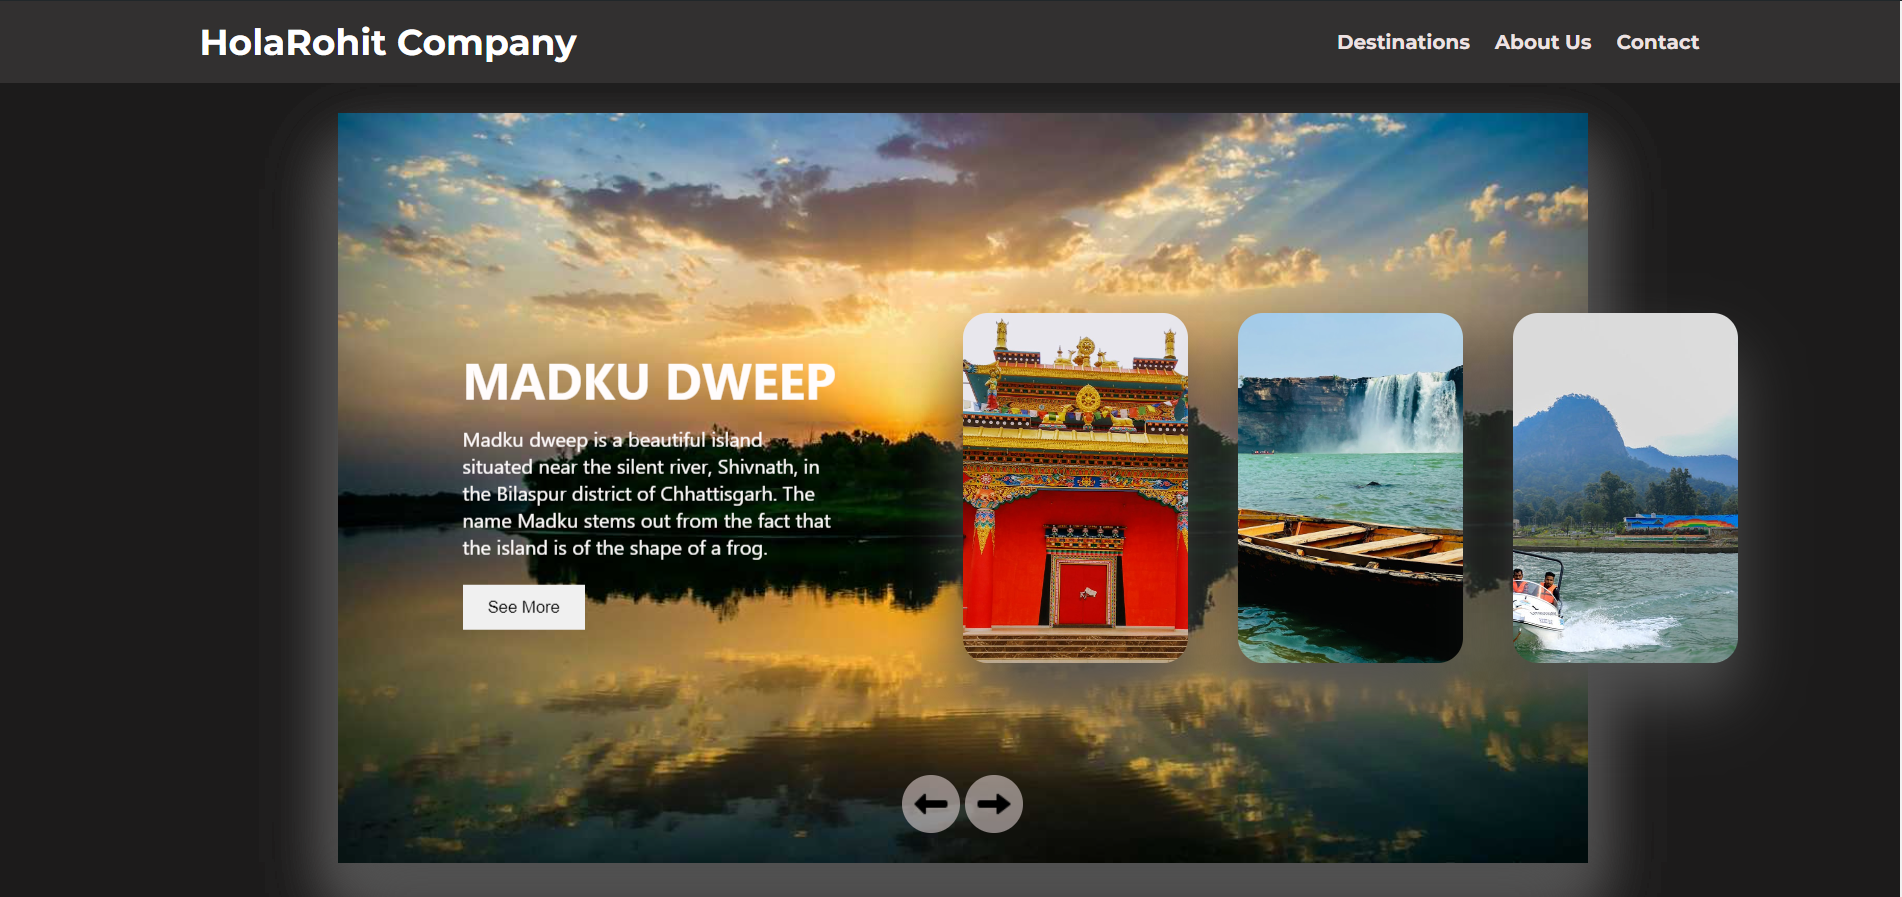 HolaRohit Company
Destinations About Us Contact
MADKU DWEEP
Madku dweep is a beautiful island
situated near the silent river, Shivnath, in
the Bilaspur district of Chhattisgarh. The
name Madku stems out from the fact that
the island is of the shape of a frog.
See More